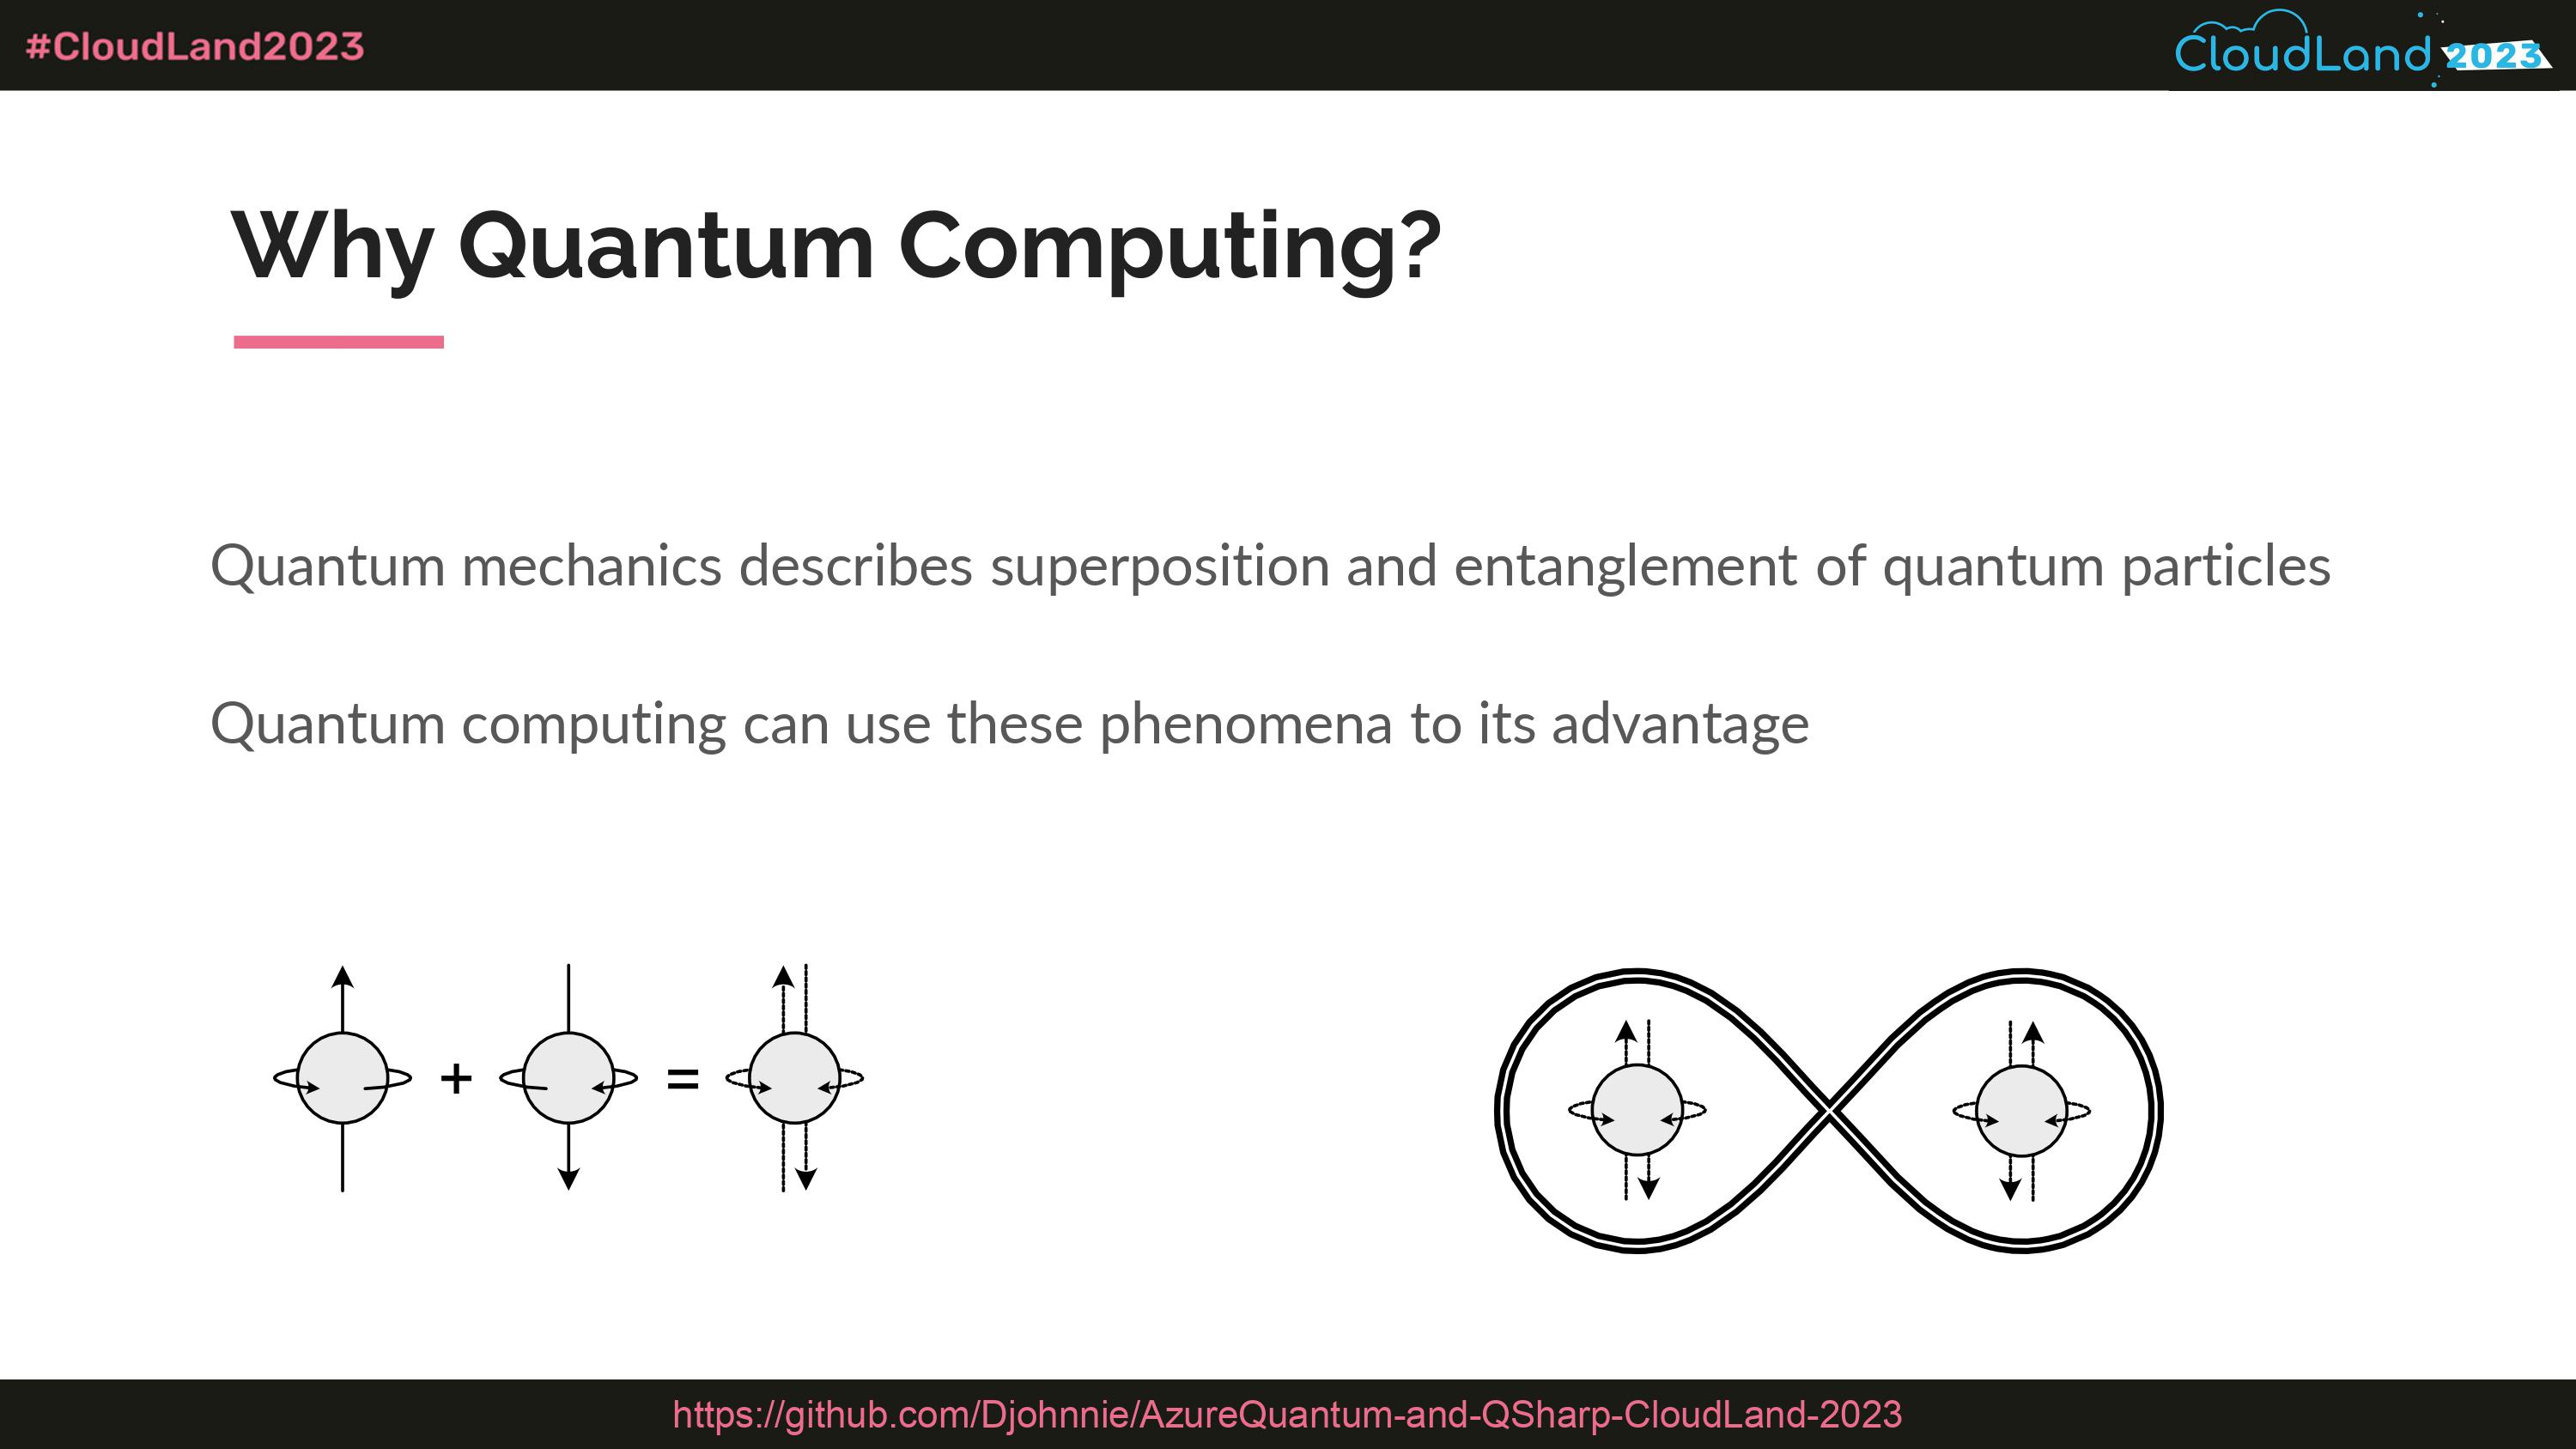 #CloudLand2023
CloudLand 2023
Why Quantum Computing?
Quantum mechanics describes superposition and entanglement of quantum particles
Quantum computing can use these phenomena to its advantage
+ =
https://github.com/Djohnnie/AzureQuantum-and-QSharp-CloudLand-2023